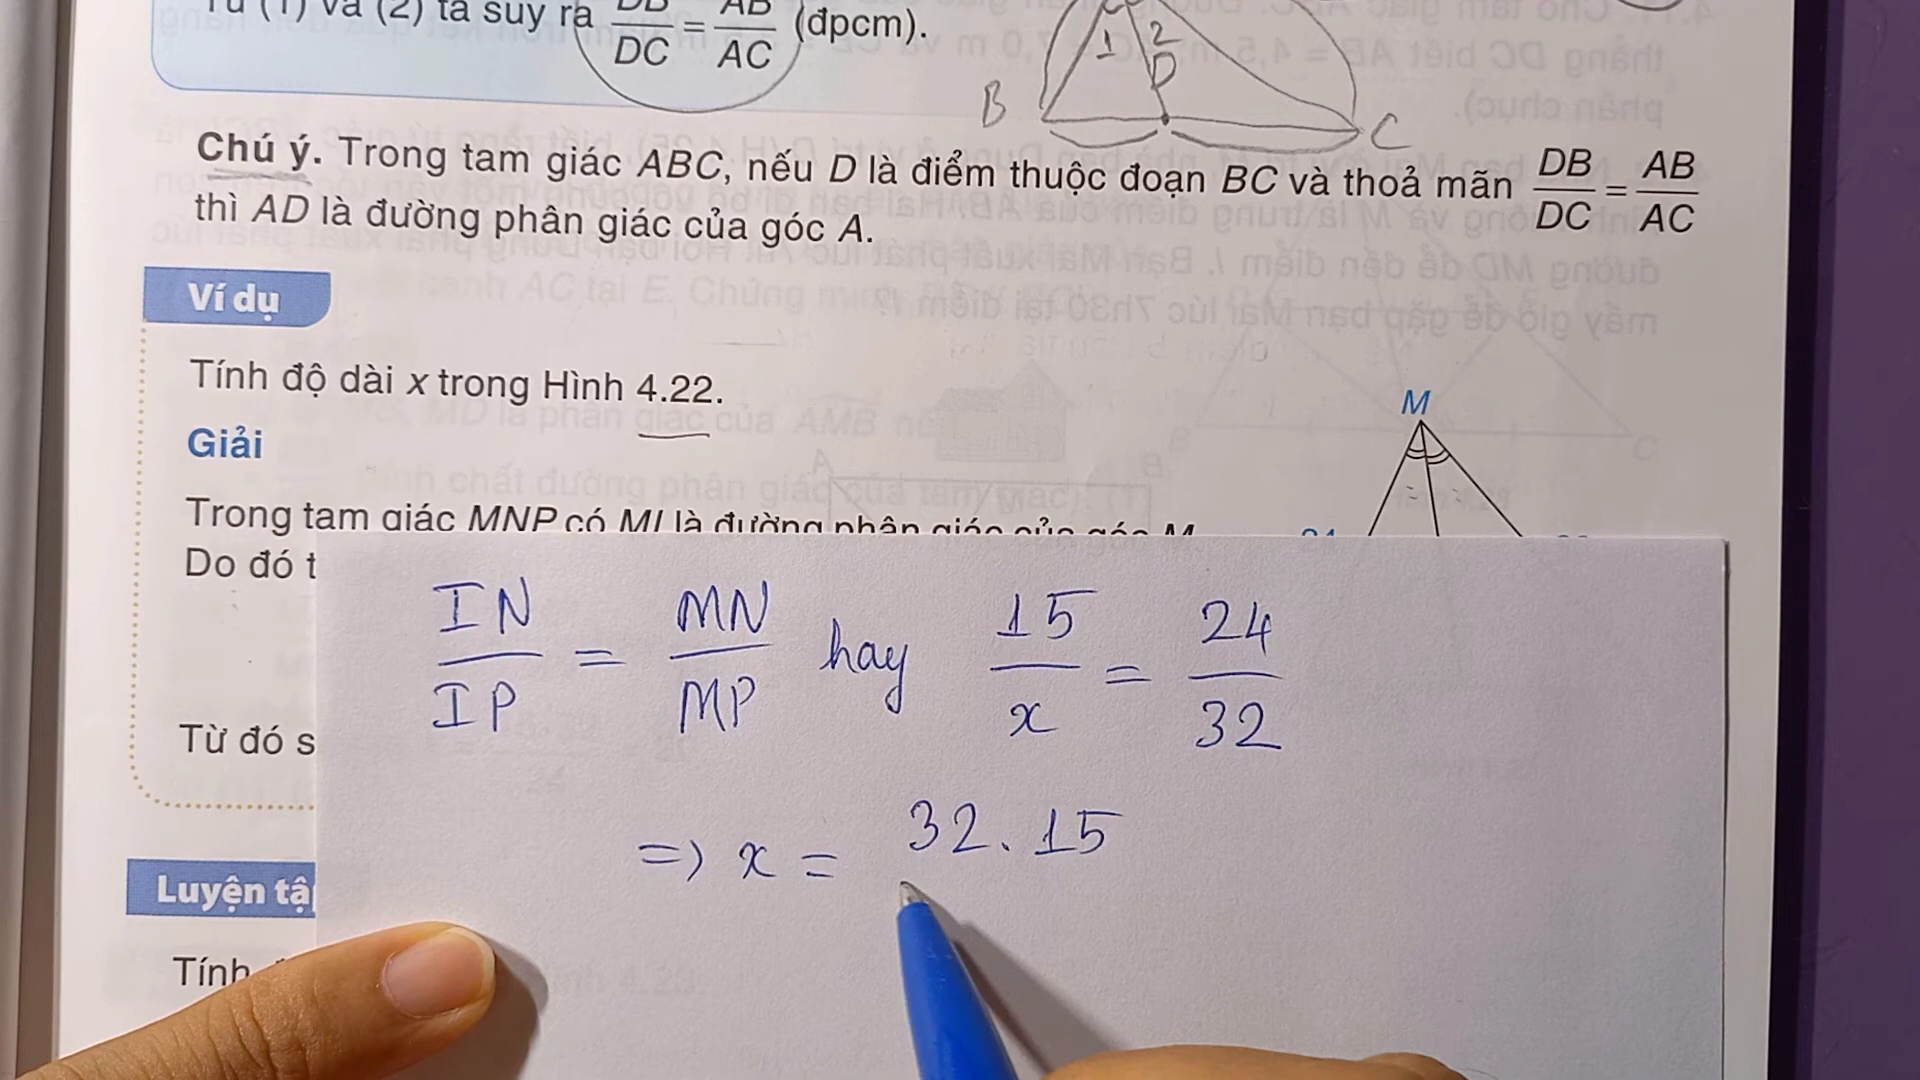 Từ (1) và (2) ta suy ra DB/DC = AB/AC (đpcm).
1 2
D
B
C
Chú ý. Trong tam giác ABC, nếu D là điểm thuộc đoạn BC và thoả mãn DB/DC = AB/AC
thì AD là đường phân giác của góc A.
Ví dụ
Tính độ dài x trong Hình 4.22.
Giải
M
Trong tam giác MNP có MI là đường phân giác của góc M
Do đó t
IN/IP = MN/MP hay 15/x = 24/32
Từ đó s
=> x = 32.15
Luyện tậ
Tính